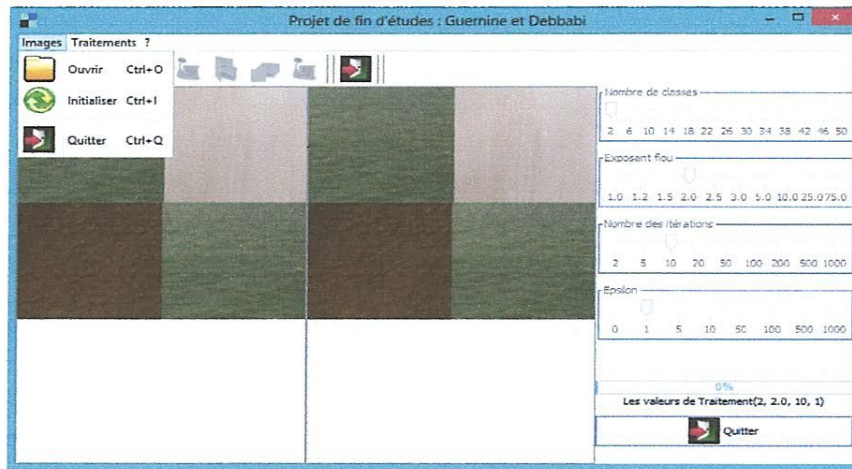 Projet de fin d'études : Guernine et Debbabi
Images Traitements ?
Ouvrir Ctrl+O
Initialiser Ctrl+I
Quitter Ctrl+Q
Nombre de classes
2 6 10 14 18 22 26 30 34 38 42 46 50
Exposant flou
1.0 1.2 1.5 2.0 2.5 3.0 5.0 10.0 25.0 75.0
Nombre des itérations
2 5 10 20 50 100 200 500 1000
Epsilon
0 1 5 10 50 100 500 1000
0%
Les valeurs de Traitement(2, 2.0, 10, 1)
Quitter